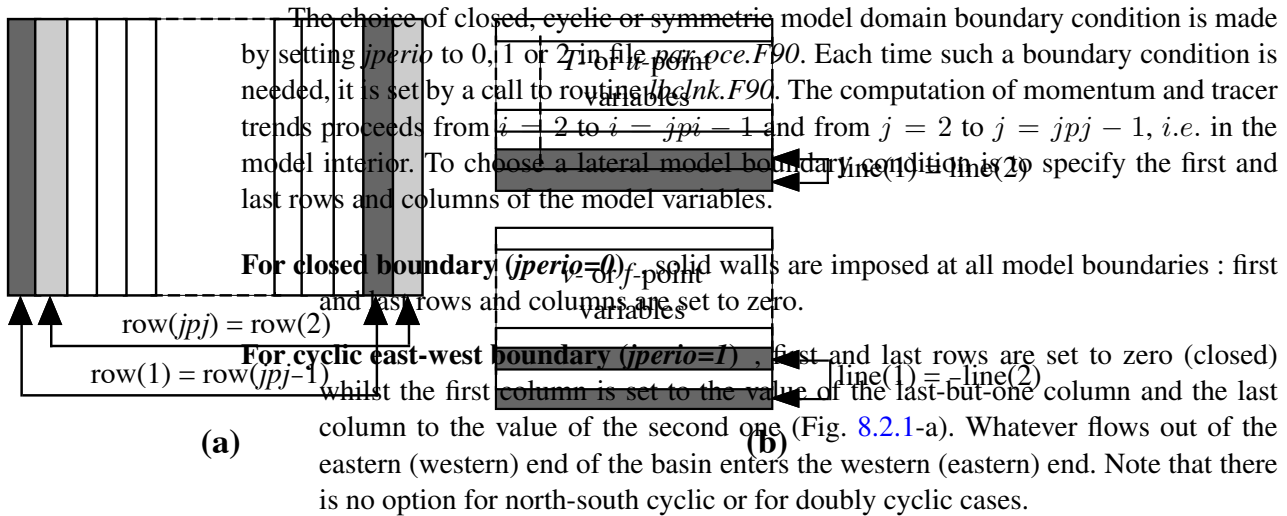 The choice of closed, cyclic or symmetric model domain boundary condition is made
by setting jperio to 0, 1 or 2 in file par_oce.F90. Each time such a boundary condition is
needed, it is set by a call to routine lbclnk.F90. The computation of momentum and tracer
trends proceeds from i = 2 to i = jpi − 1 and from j = 2 to j = jpj − 1, i.e. in the
model interior. To choose a lateral model boundary condition is to specify the first and
last rows and columns of the model variables.
For closed boundary (jperio=0) , solid walls are imposed at all model boundaries : first
and last rows and columns are set to zero.
For cyclic east-west boundary (jperio=1) , first and last rows are set to zero (closed)
whilst the first column is set to the value of the last-but-one column and the last
column to the value of the second one (Fig. 8.2.1-a). Whatever flows out of the
eastern (western) end of the basin enters the western (eastern) end. Note that there
is no option for north-south cyclic or for doubly cyclic cases.
row(jpj) = row(2)
row(1) = row(jpj–1)
(a)
T- or u-point
variables
line(1) = line(2)
v- or f-point
variables
line(1) = –line(2)
(b)